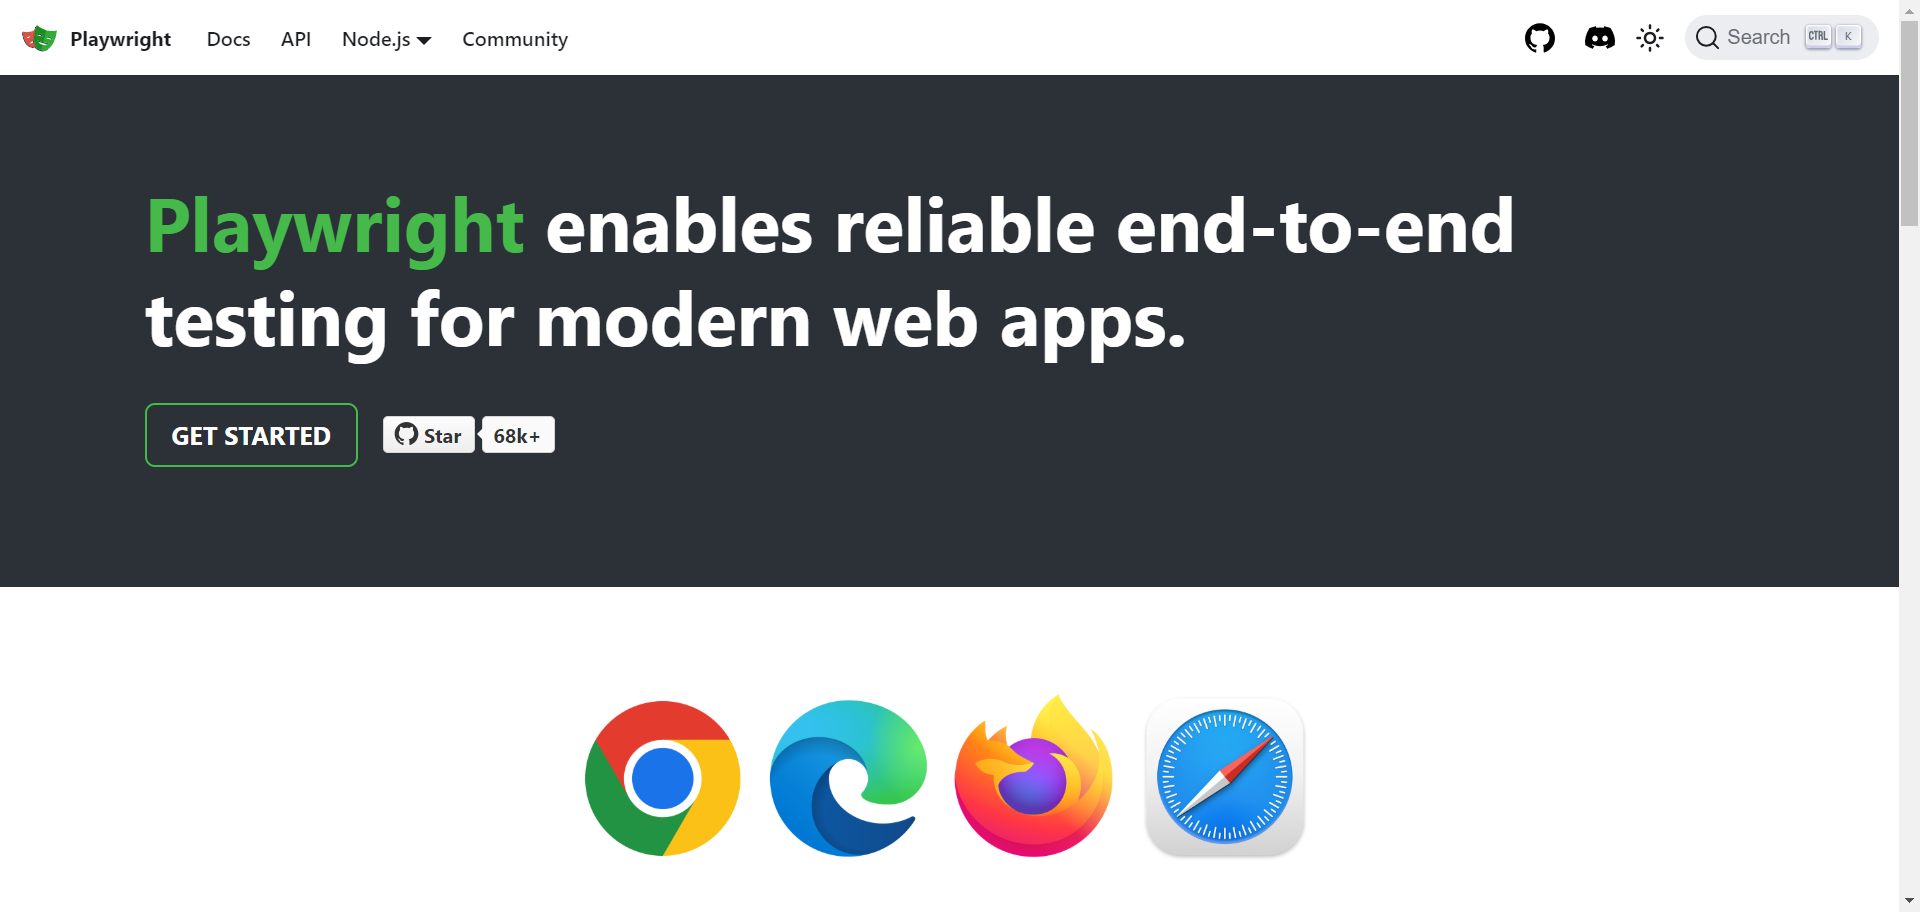 Playwright Docs API Node.js Community Search CTRL K
Playwright enables reliable end-to-end
testing for modern web apps.
GET STARTED Star 68k+